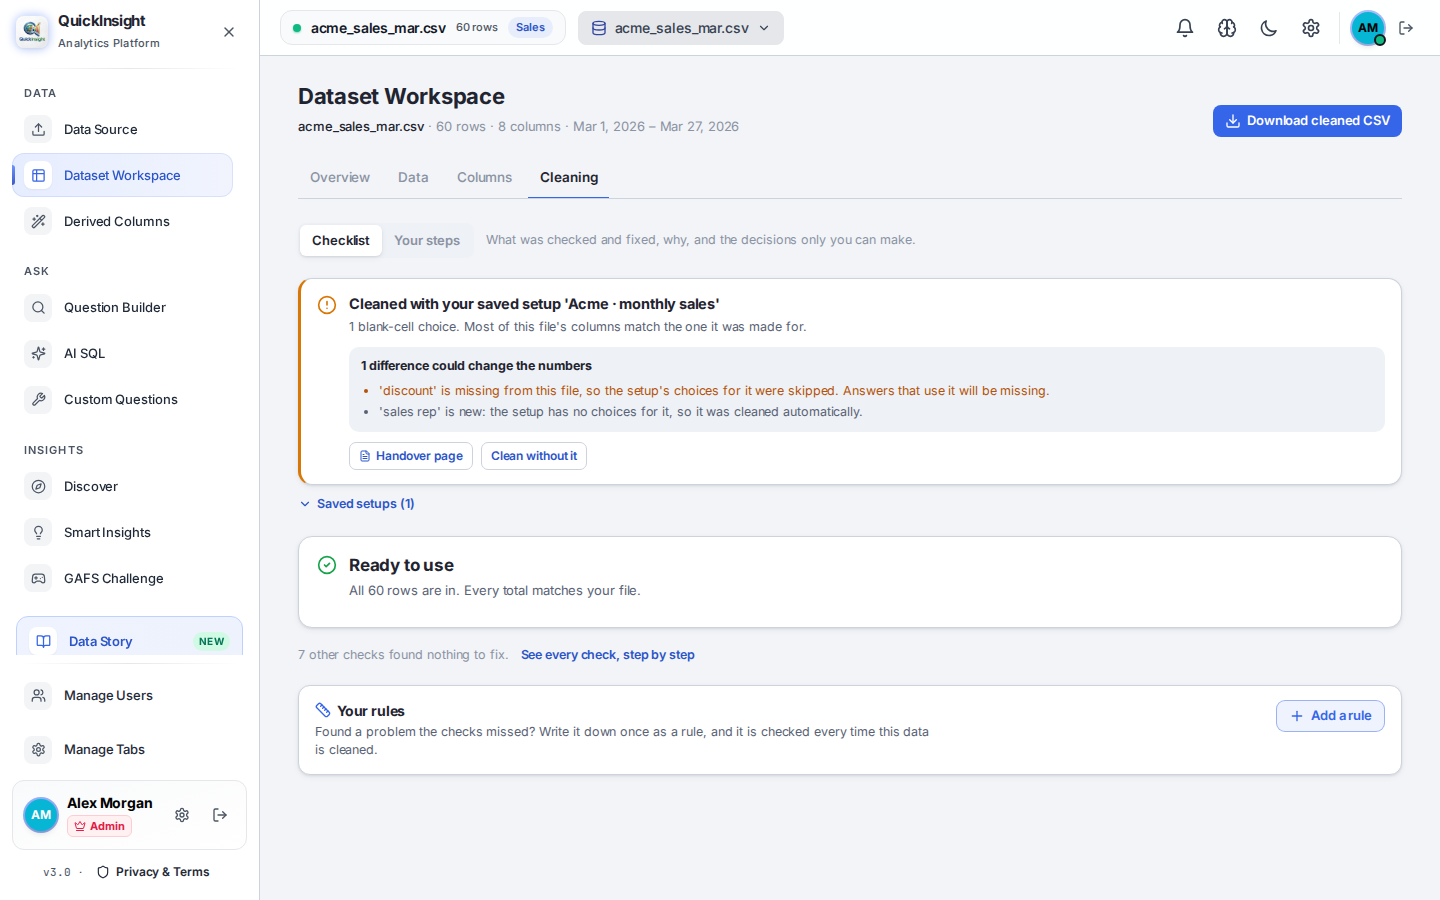 QuickInsight
Analytics Platform
DATA
Data Source
Dataset Workspace
Derived Columns
ASK
Question Builder
AI SQL
Custom Questions
INSIGHTS
Discover
Smart Insights
GAFS Challenge
Data Story NEW
Manage Users
Manage Tabs
AM Alex Morgan
Admin
v3.0 · Privacy & Terms
acme_sales_mar.csv 60 rows Sales acme_sales_mar.csv AM
Dataset Workspace
acme_sales_mar.csv · 60 rows · 8 columns · Mar 1, 2026 – Mar 27, 2026
Download cleaned CSV
Overview Data Columns Cleaning
Checklist Your steps What was checked and fixed, why, and the decisions only you can make.
Cleaned with your saved setup 'Acme · monthly sales'
1 blank-cell choice. Most of this file's columns match the one it was made for.
1 difference could change the numbers
• 'discount' is missing from this file, so the setup's choices for it were skipped. Answers that use it will be missing.
• 'sales rep' is new: the setup has no choices for it, so it was cleaned automatically.
Handover page Clean without it
Saved setups (1)
Ready to use
All 60 rows are in. Every total matches your file.
7 other checks found nothing to fix. See every check, step by step
Your rules
Found a problem the checks missed? Write it down once as a rule, and it is checked every time this data
is cleaned.
Add a rule